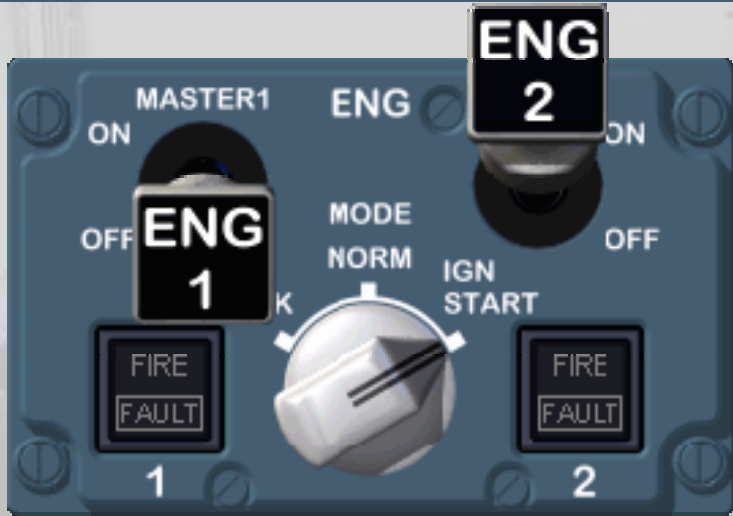 MASTER1
ENG
ENG
2
ON
ON
ENG
1
OFF
OFF
MODE
NORM
K
IGN
START
FIRE
FAULT
FIRE
FAULT
1
2